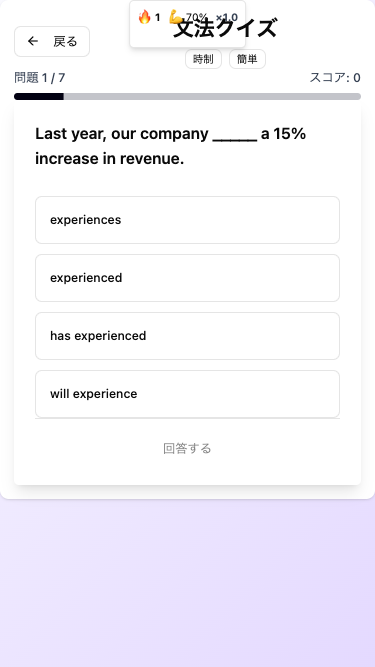 🔥 1 💪 70% ×1.0
← 戻る
文法クイズ
時制 簡単
問題 1 / 7 スコア: 0
Last year, our company _____ a 15%
increase in revenue.
experiences
experienced
has experienced
will experience
回答する